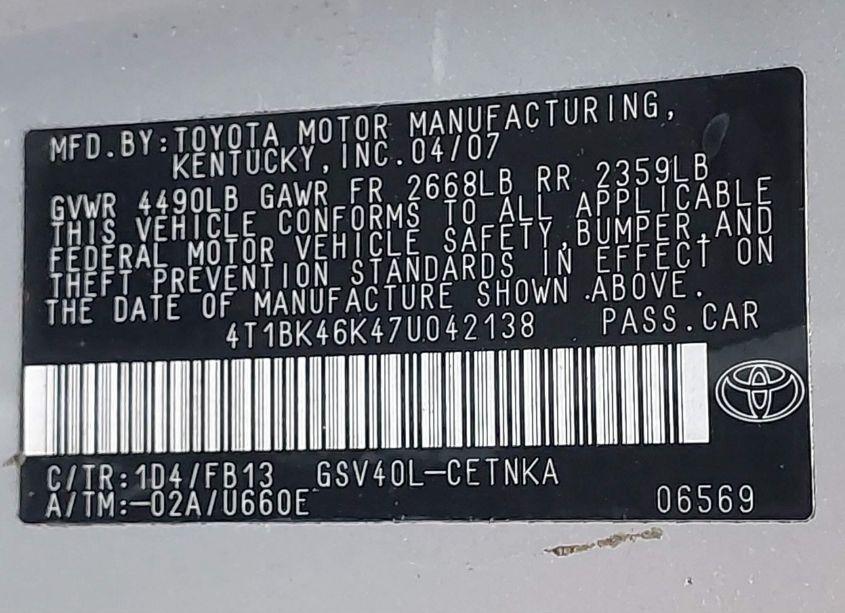 MFD.BY:TOYOTA MOTOR MANUFACTURING,
KENTUCKY,INC.04/07
GVWR 4490LB GAWR FR 2668LB RR 2359LB
THIS VEHICLE CONFORMS TO ALL APPLICABLE
FEDERAL MOTOR VEHICLE SAFETY,BUMPER,AND
THEFT PREVENTION STANDARDS IN EFFECT ON
THE DATE OF MANUFACTURE SHOWN ABOVE.
4T1BK46K47U042138 PASS.CAR
C/TR:1D4/FB13 GSV40L-CETNKA
A/TM:-02A/U660E 06569